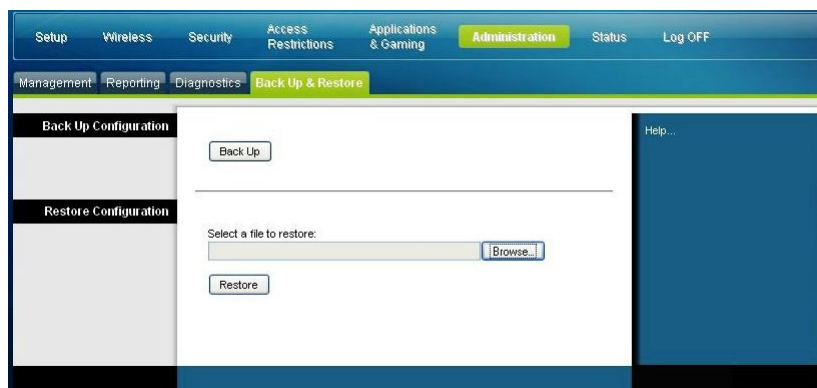 Setup Wireless Security Access Restrictions Applications & Gaming Administration Status Log OFF
Management Reporting Diagnostics Back Up & Restore
Back Up Configuration
Back Up
Help...
Restore Configuration
Select a file to restore:
Browse...
Restore